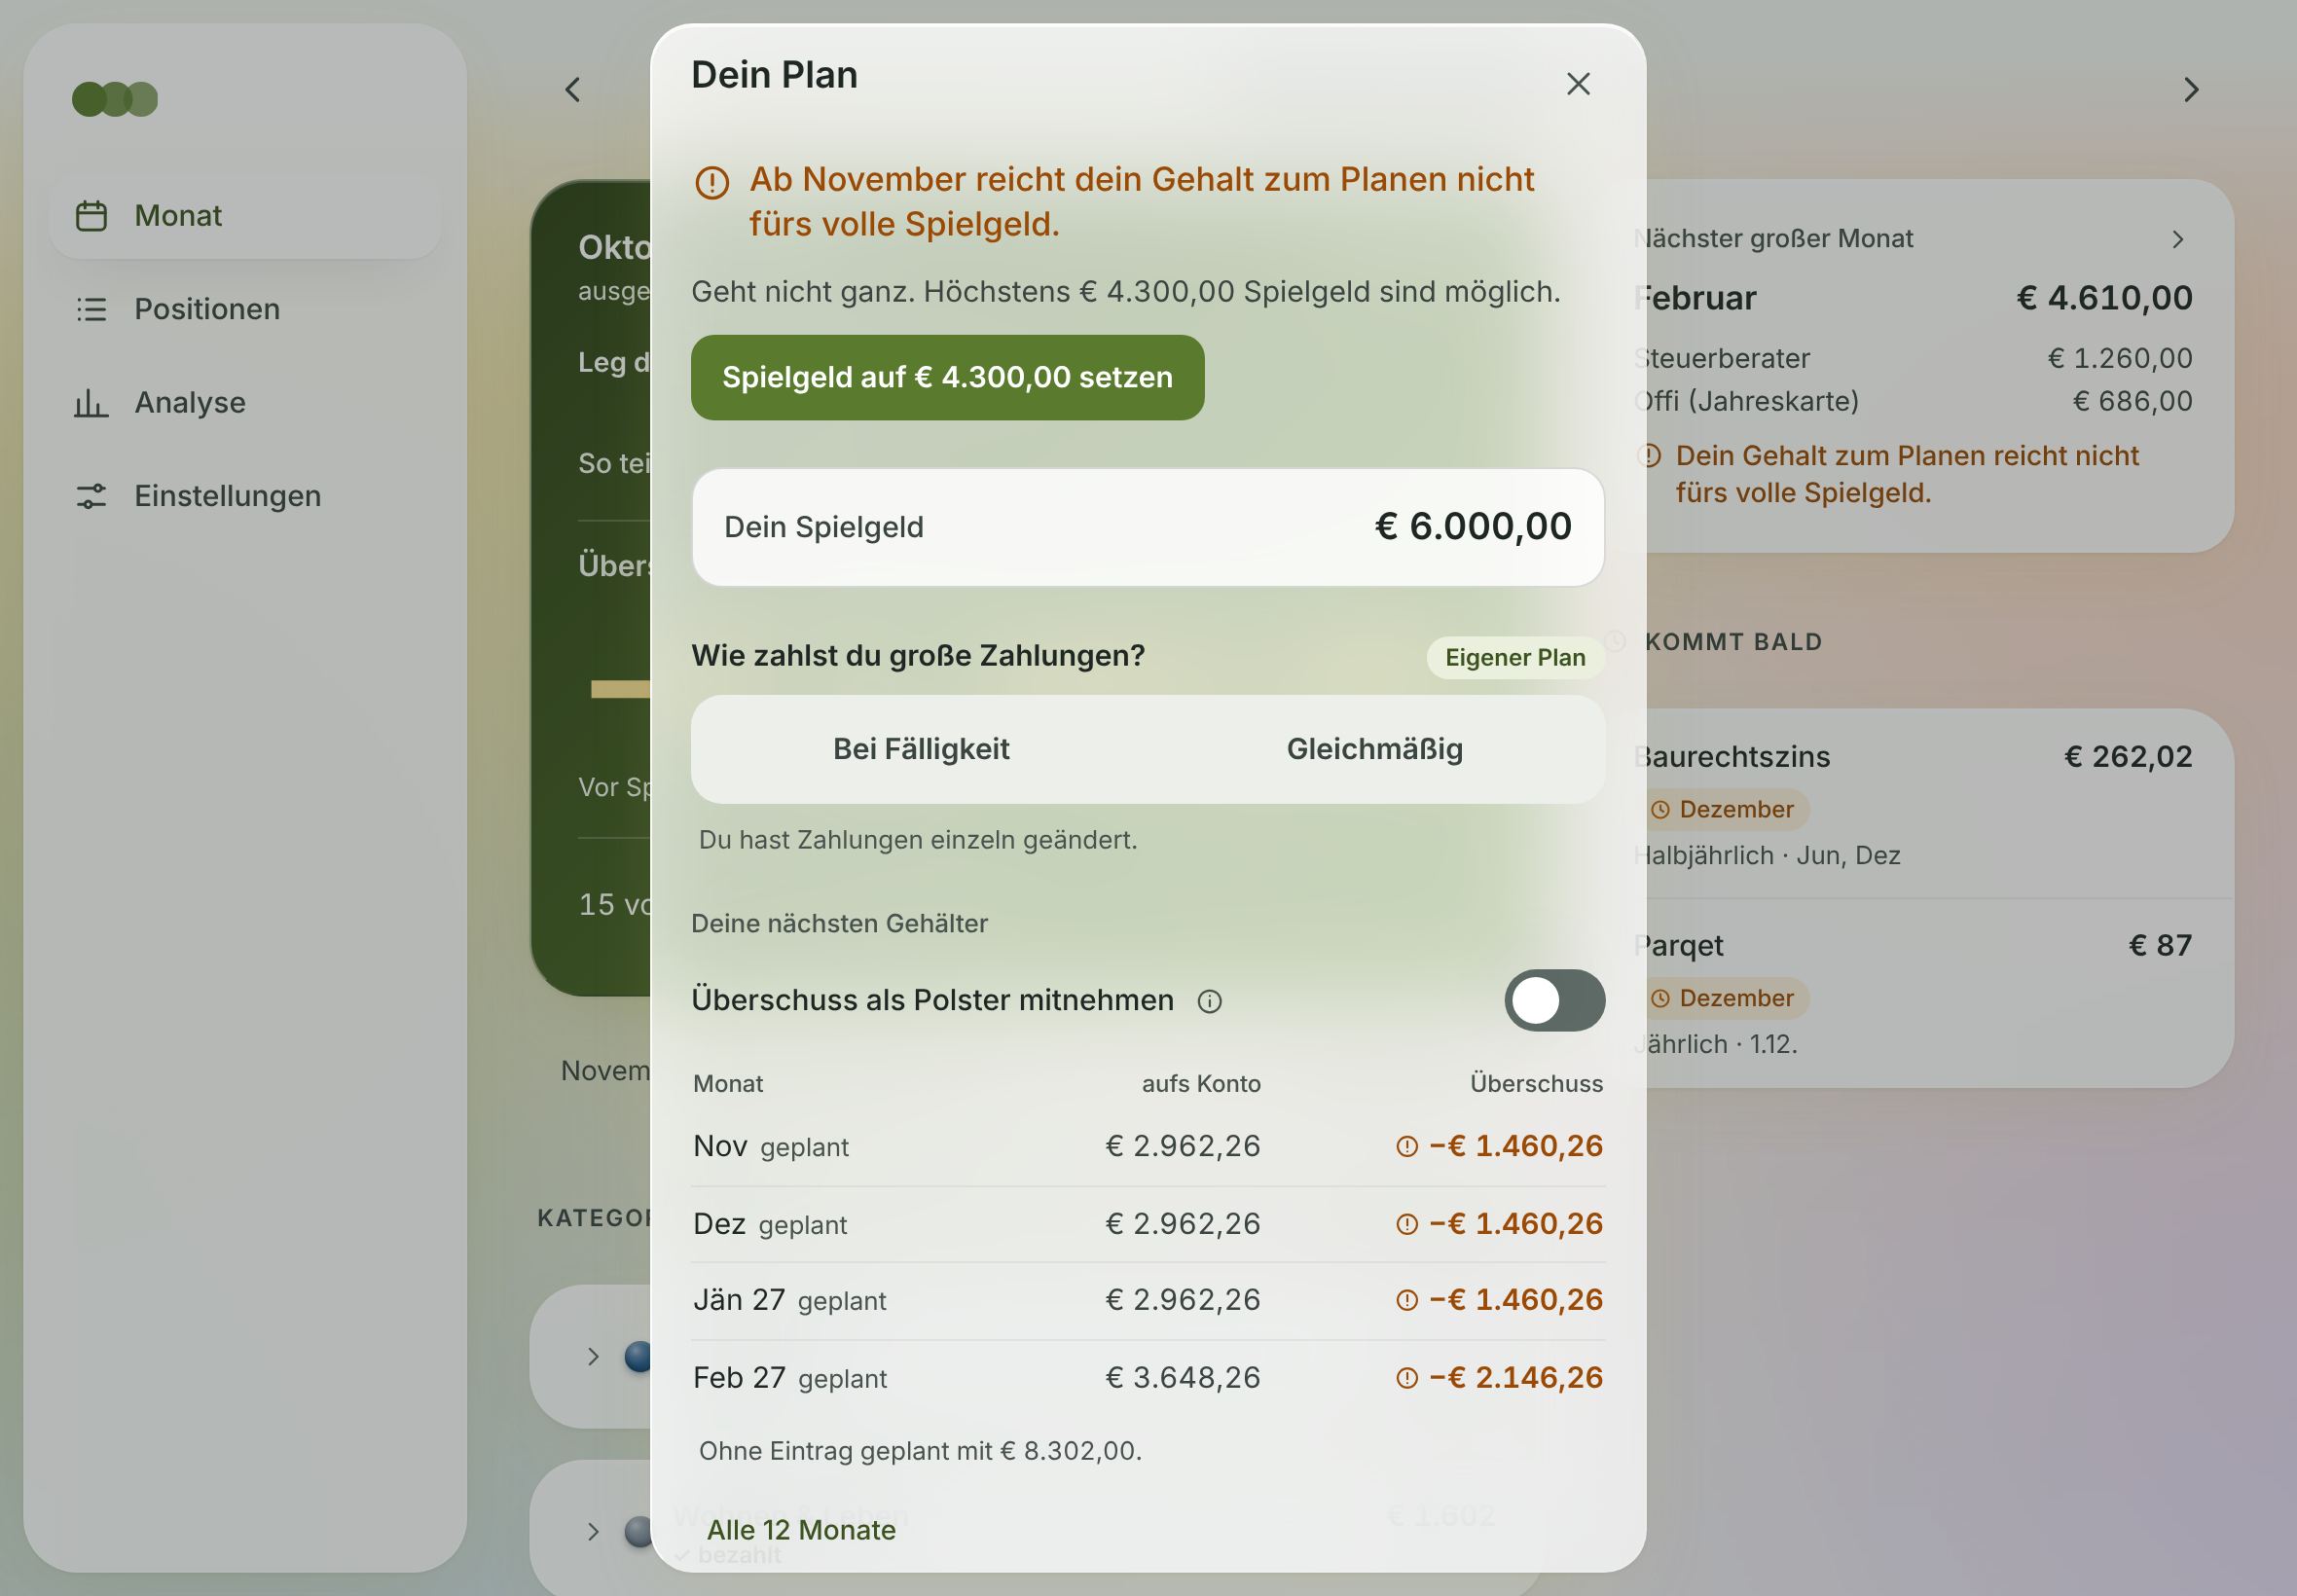 Monat
Positionen
Analyse
Einstellungen
Okto
ausge
Leg d
So tei
Übers
Vor Sp
15 vo
Novem
KATEGOR
Dein Plan
Ab November reicht dein Gehalt zum Planen nicht
fürs volle Spielgeld.
Geht nicht ganz. Höchstens € 4.300,00 Spielgeld sind möglich.
Spielgeld auf € 4.300,00 setzen
Dein Spielgeld € 6.000,00
Wie zahlst du große Zahlungen? Eigener Plan
Bei Fälligkeit Gleichmäßig
Du hast Zahlungen einzeln geändert.
Deine nächsten Gehälter
Überschuss als Polster mitnehmen
Monat aufs Konto Überschuss
Nov geplant € 2.962,26 −€ 1.460,26
Dez geplant € 2.962,26 −€ 1.460,26
Jän 27 geplant € 2.962,26 −€ 1.460,26
Feb 27 geplant € 3.648,26 −€ 2.146,26
Ohne Eintrag geplant mit € 8.302,00.
€ 1.602
Alle 12 Monate
bezahlt
Nächster großer Monat
Februar € 4.610,00
Steuerberater € 1.260,00
Offi (Jahreskarte) € 686,00
Dein Gehalt zum Planen reicht nicht
fürs volle Spielgeld.
KOMMT BALD
Baurechtszins € 262,02
Dezember
Halbjährlich · Jun, Dez
Parqet € 87
Dezember
Jährlich · 1.12.